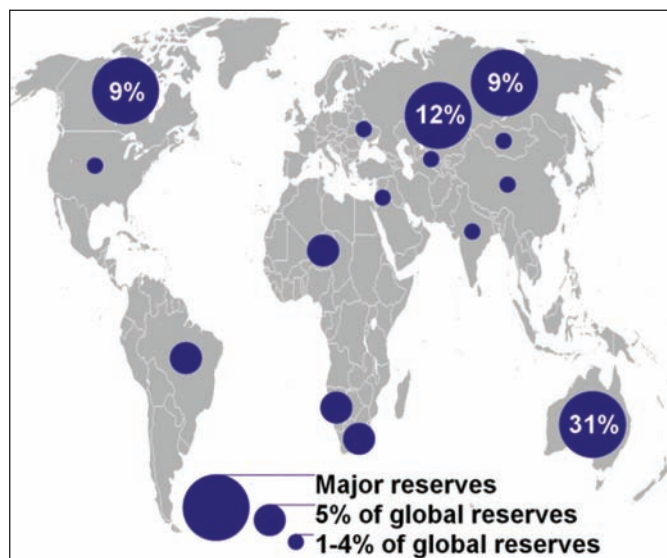 9%
9%
12%
31%
Major reserves
5% of global reserves
1-4% of global reserves